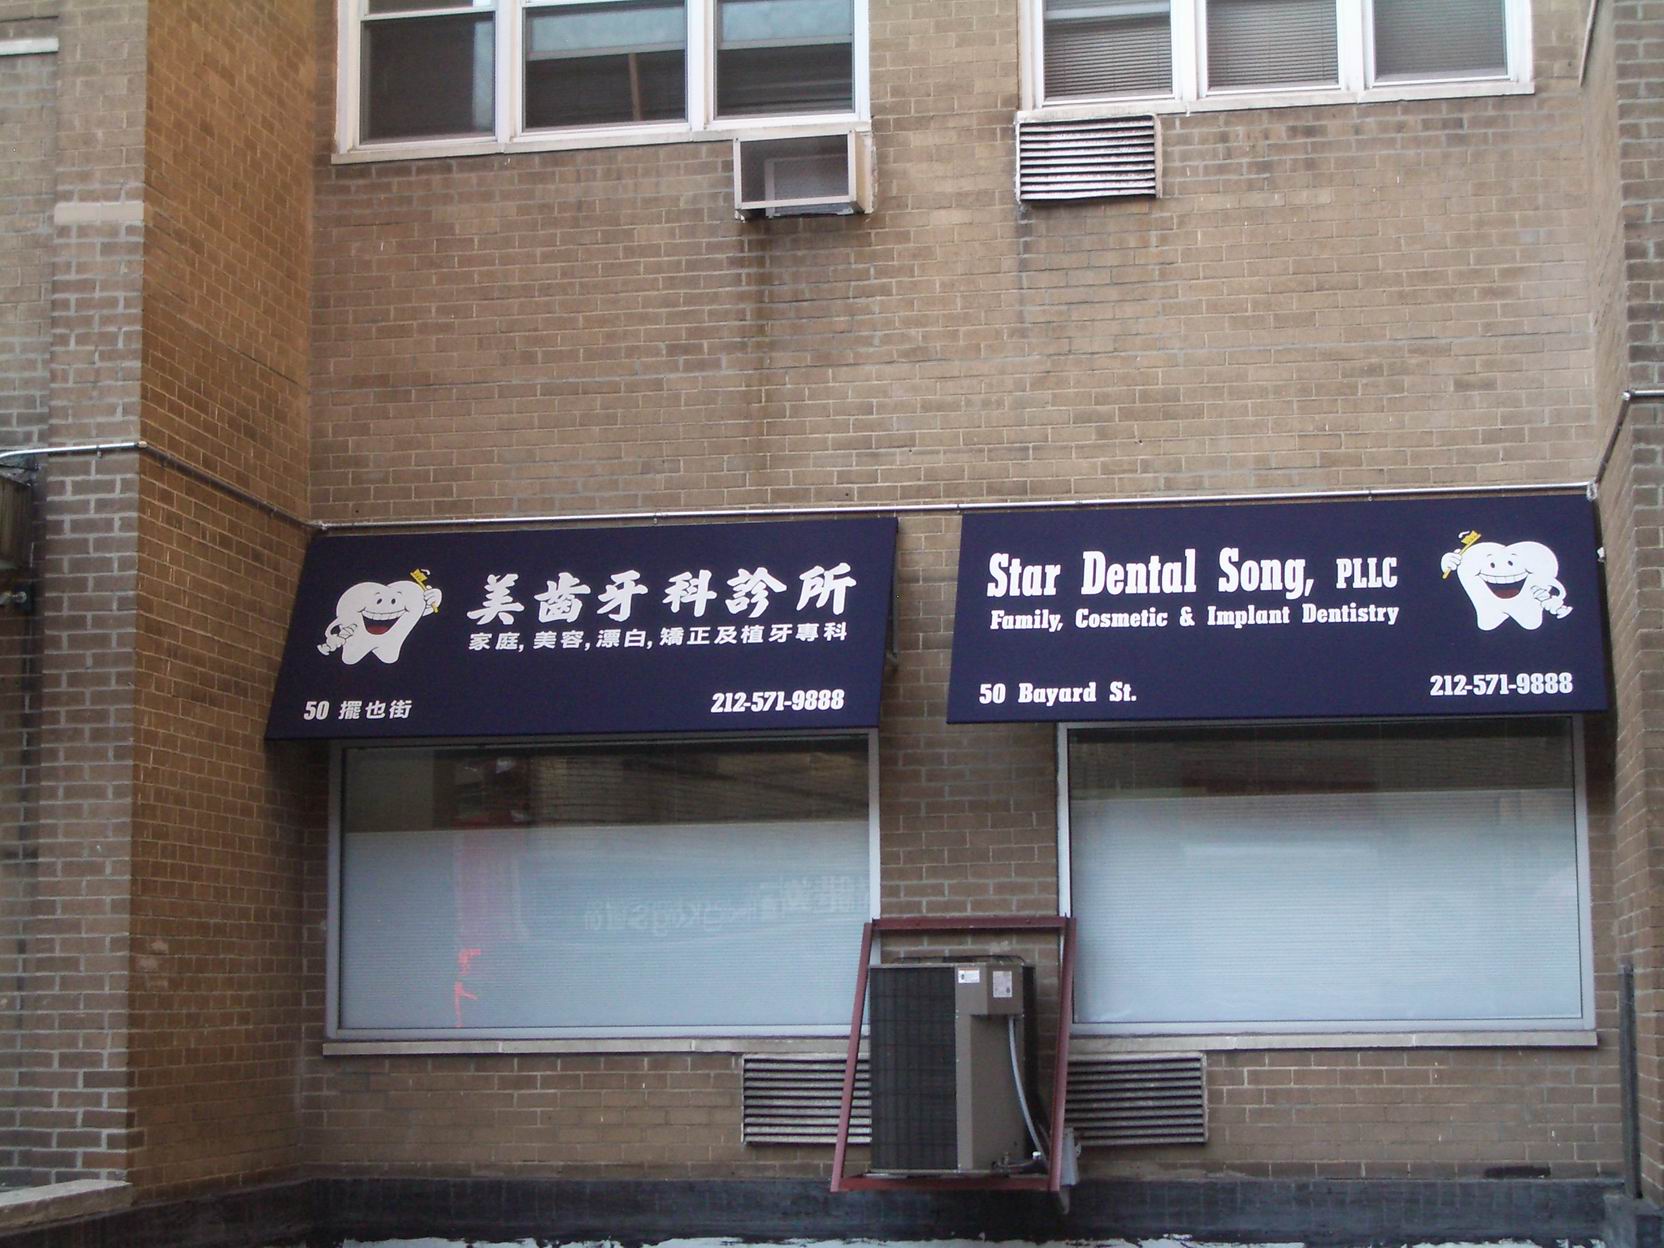 美齒牙科診所
家庭, 美容, 漂白, 矯正及植牙專科
50 擺也街
212-571-9888
Star Dental Song, PLLC
Family, Cosmetic & Implant Dentistry
50 Bayard St.
212-571-9888